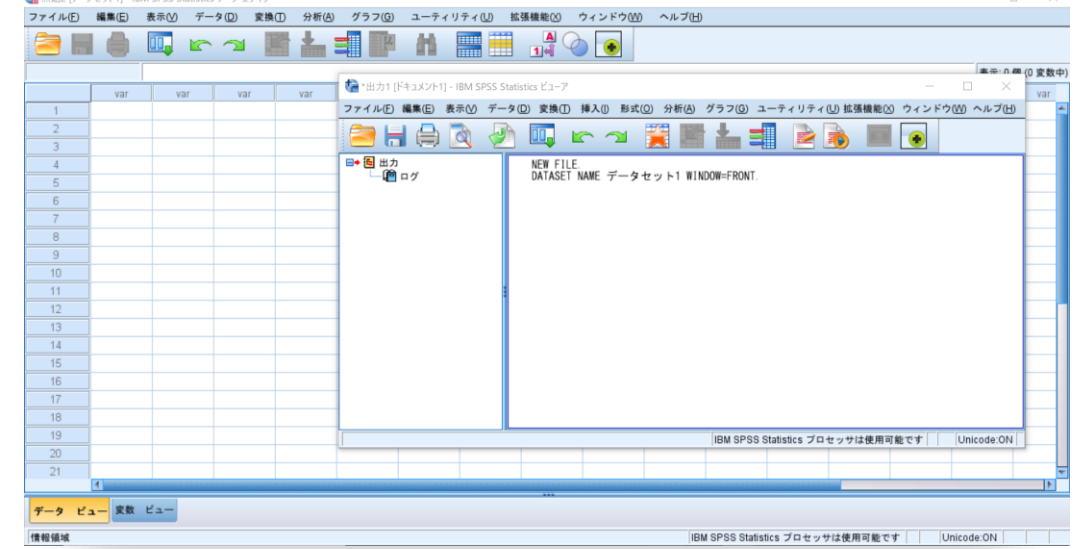 ファイル(F) 編集(E) 表示(V) データ(D) 変換(T) 分析(A) グラフ(G) ユーティリティ(U) 拡張機能(X) ウィンドウ(W) ヘルプ(H)
表示: 0 個 (0 変数中)
var var var var var
*出力1 [ドキュメント1] - IBM SPSS Statistics ビューア
ファイル(F) 編集(E) 表示(V) データ(D) 変換(T) 挿入(I) 形式(O) 分析(A) グラフ(G) ユーティリティ(U) 拡張機能(X) ウィンドウ(W) ヘルプ(H)
出力
ログ
NEW FILE.
DATASET NAME データセット1 WINDOW=FRONT.
IBM SPSS Statistics プロセッサは使用可能です Unicode:ON
1
2
3
4
5
6
7
8
9
10
11
12
13
14
15
16
17
18
19
20
21
データ ビュー 変数 ビュー
情報領域 IBM SPSS Statistics プロセッサは使用可能です Unicode:ON